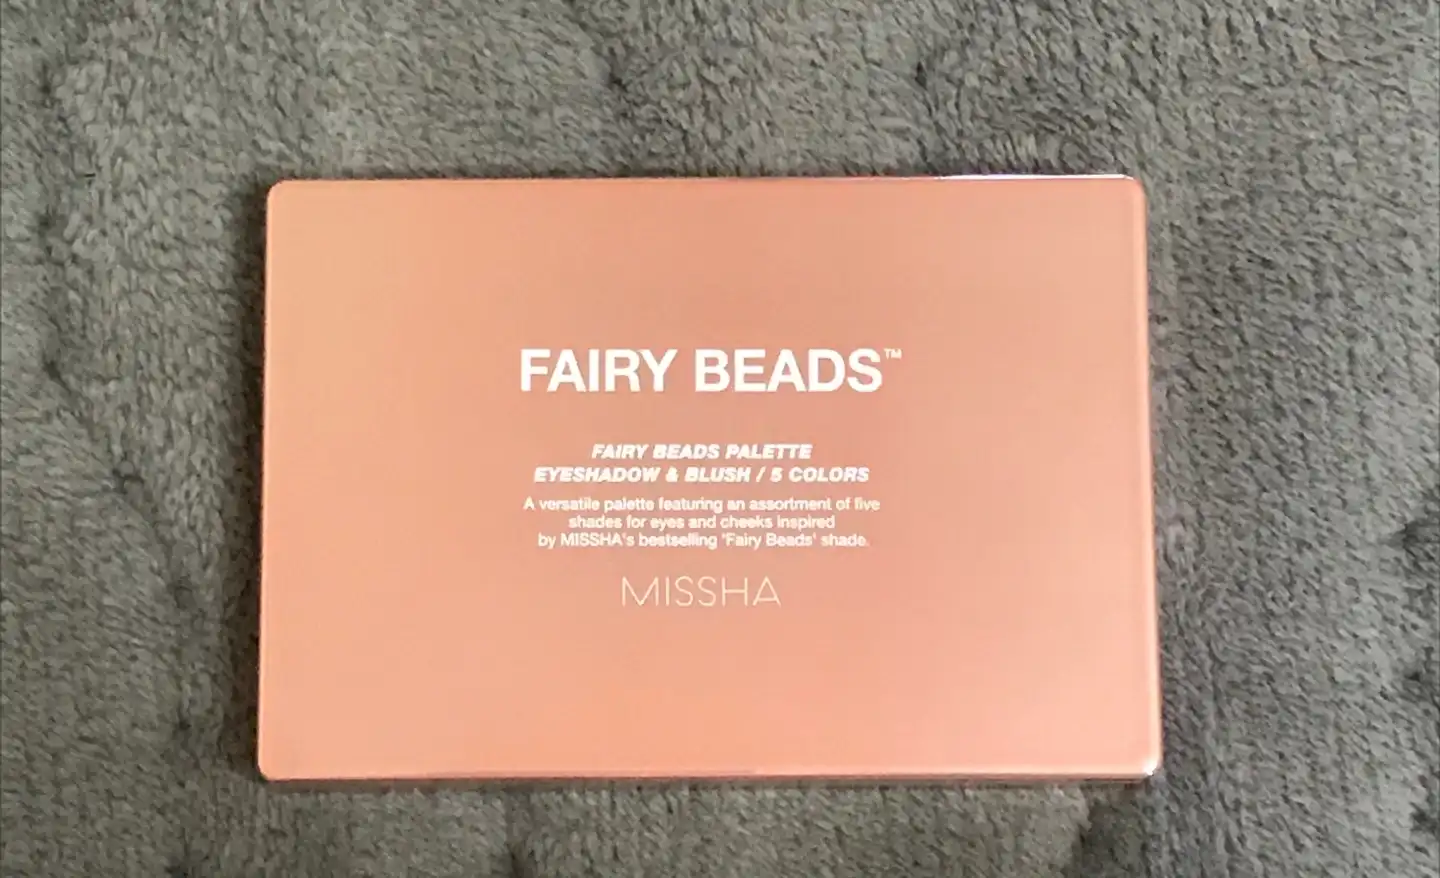 FAIRY BEADS™
FAIRY BEADS PALETTE
EYESHADOW & BLUSH / 5 COLORS
A versatile palette featuring an assortment of five
shades for eyes and cheeks inspired
by MISSHA's bestselling 'Fairy Beads' shade.
MISSHA